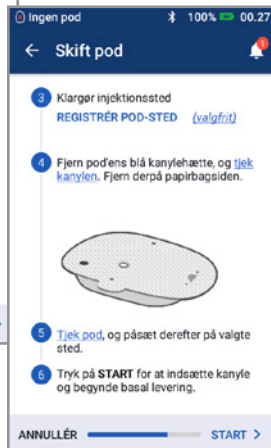 Ingen pod 100% 00.27
Skift pod
3 Klargør injektionssted
REGISTRÉR POD-STED (valgfrit)
4 Fjern pod'ens blå kanylehætte, og tjek
kanylen. Fjern derpå papirbagsiden.
5 Tjek pod, og påsæt derefter på valgte
sted.
6 Tryk på START for at indsætte kanyle
og begynde basal levering.
ANNULLÉR START